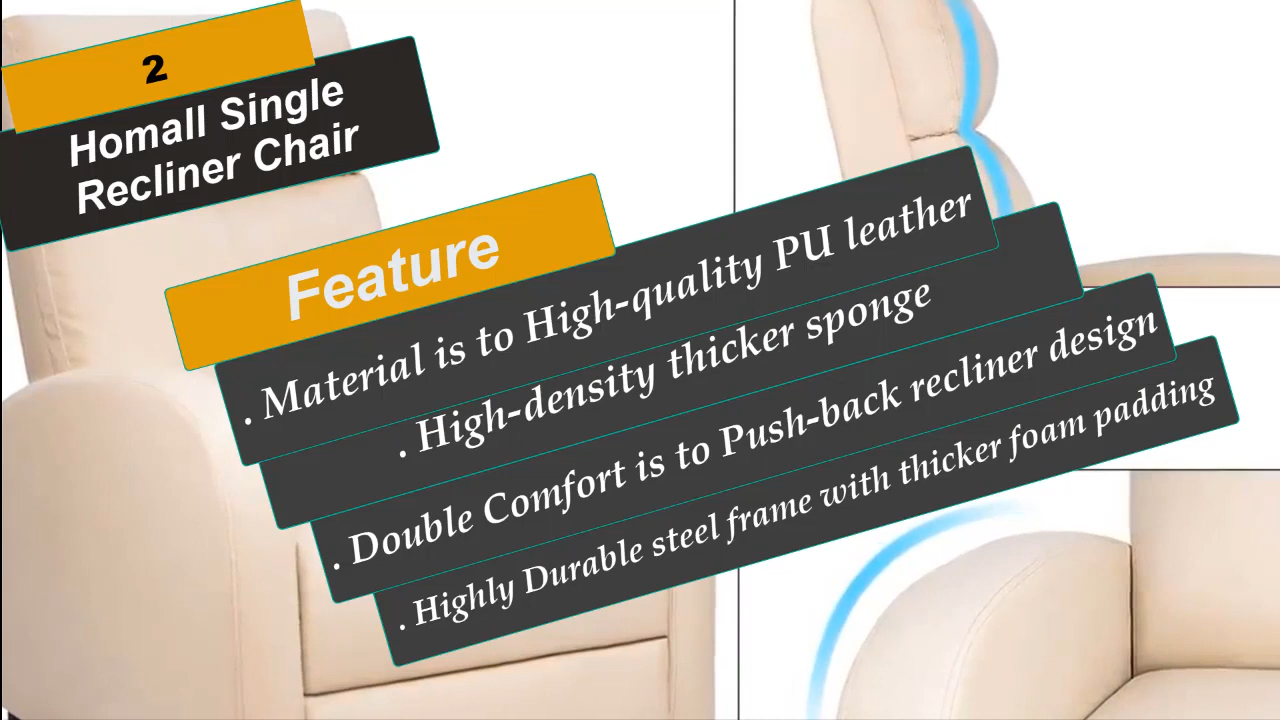 2
Homall Single
Recliner Chair
Feature
. Material is to High-quality PU leather
. High-density thicker sponge
. Double Comfort is to Push-back recliner design
. Highly Durable steel frame with thicker foam padding